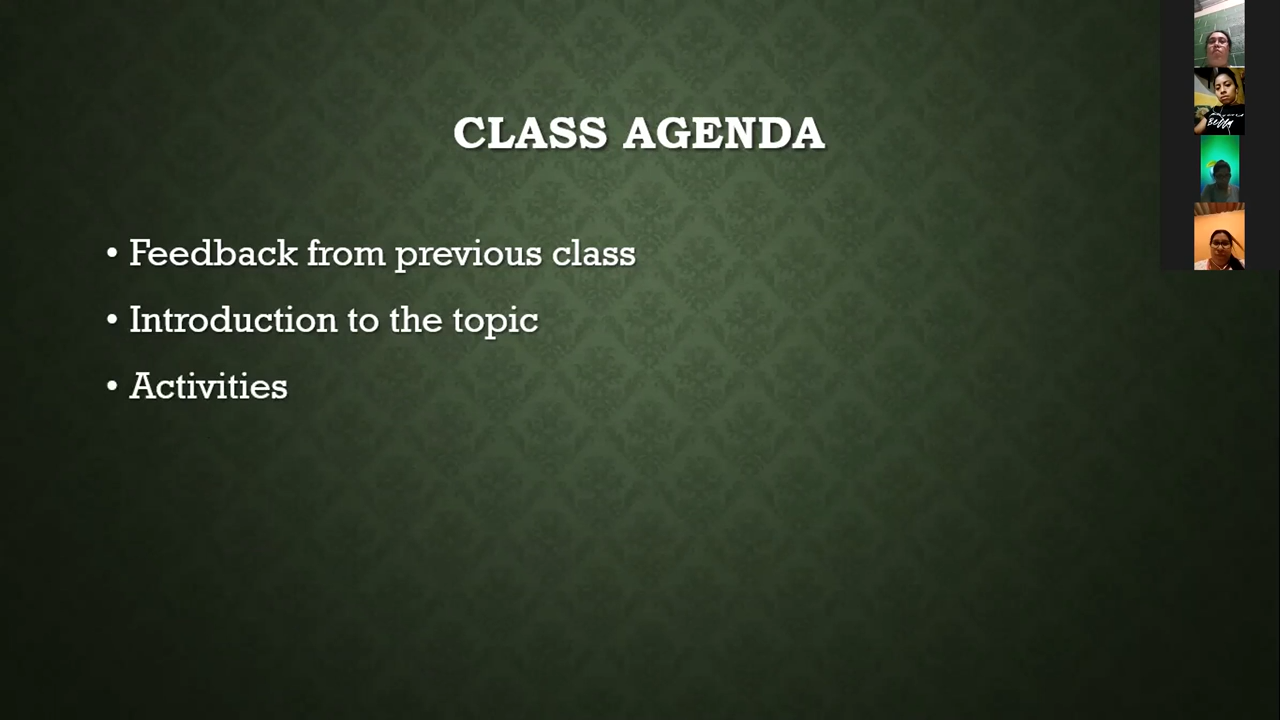 CLASS AGENDA
• Feedback from previous class
• Introduction to the topic
• Activities